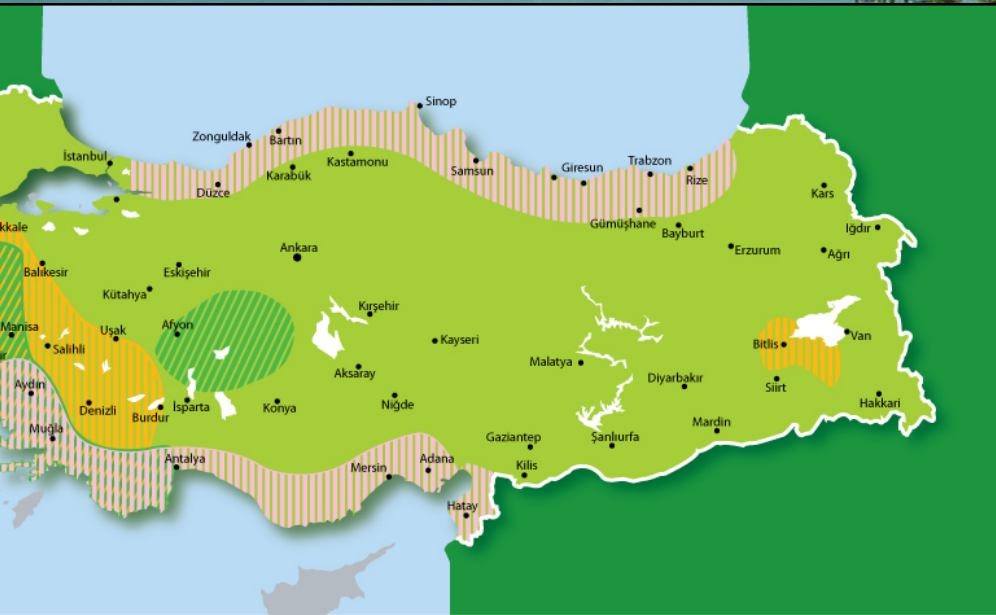 Sinop
Zonguldak
Bartın
İstanbul
Karabük
Kastamonu
Samsun
Giresun
Trabzon
Rize
Düzce
Kars
Gümüşhane
Bayburt
Iğdır
kkale
Ankara
Erzurum
Ağrı
Balıkesir
Eskişehir
Kütahya
Kırşehir
Manisa
Uşak
Afyon
Salihli
Kayseri
Bitlis
Van
ir
Malatya
Aksaray
Diyarbakır
Siirt
Aydın
Denizli
Burdur
İsparta
Konya
Niğde
Hakkari
Muğla
Mardin
Gaziantep
Şanlıurfa
Antalya
Mersin
Adana
Kilis
Hatay